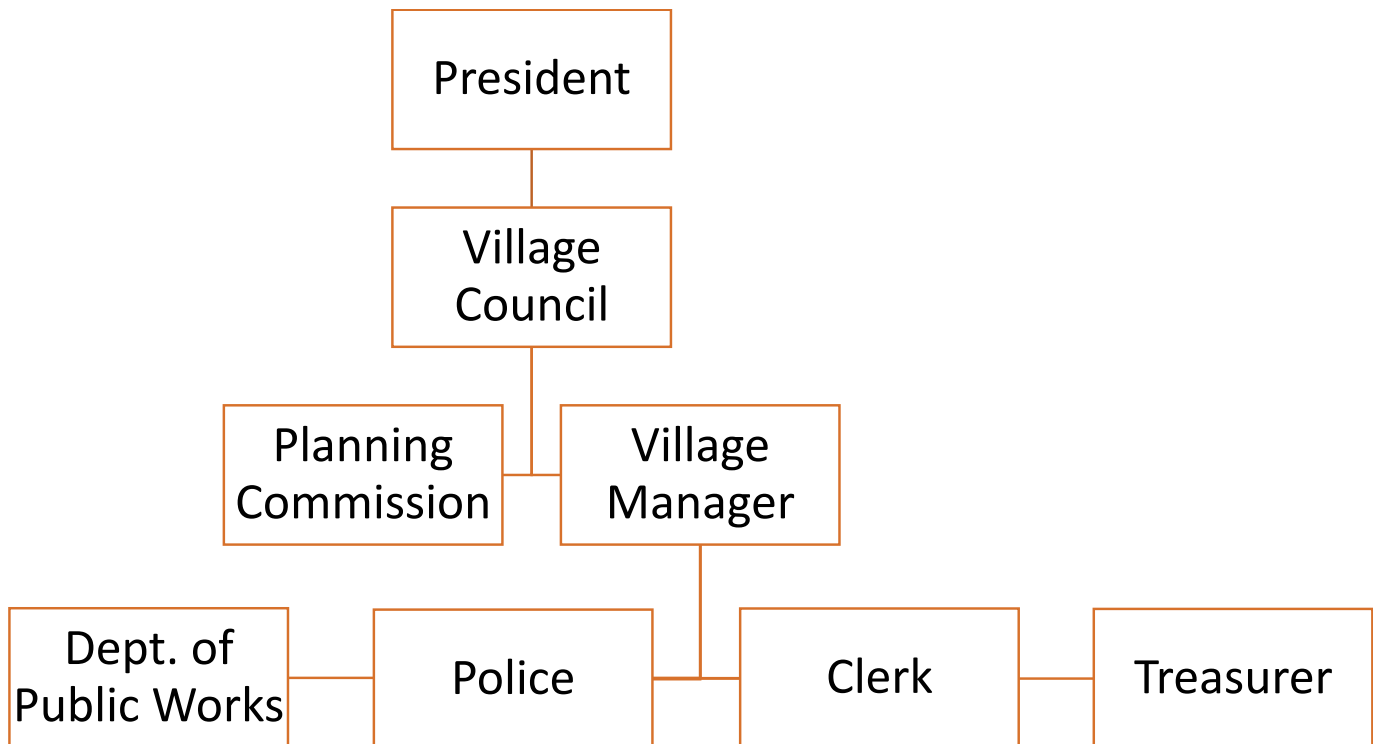 President
Village
Council
Planning
Commission
Village
Manager
Dept. of
Public Works
Police
Clerk
Treasurer